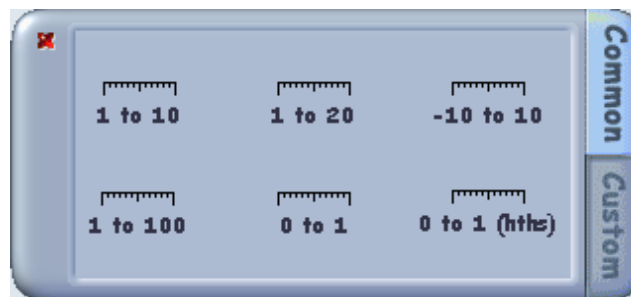 1 to 10
1 to 20
-10 to 10
1 to 100
0 to 1
0 to 1 (hths)
Common
Custom